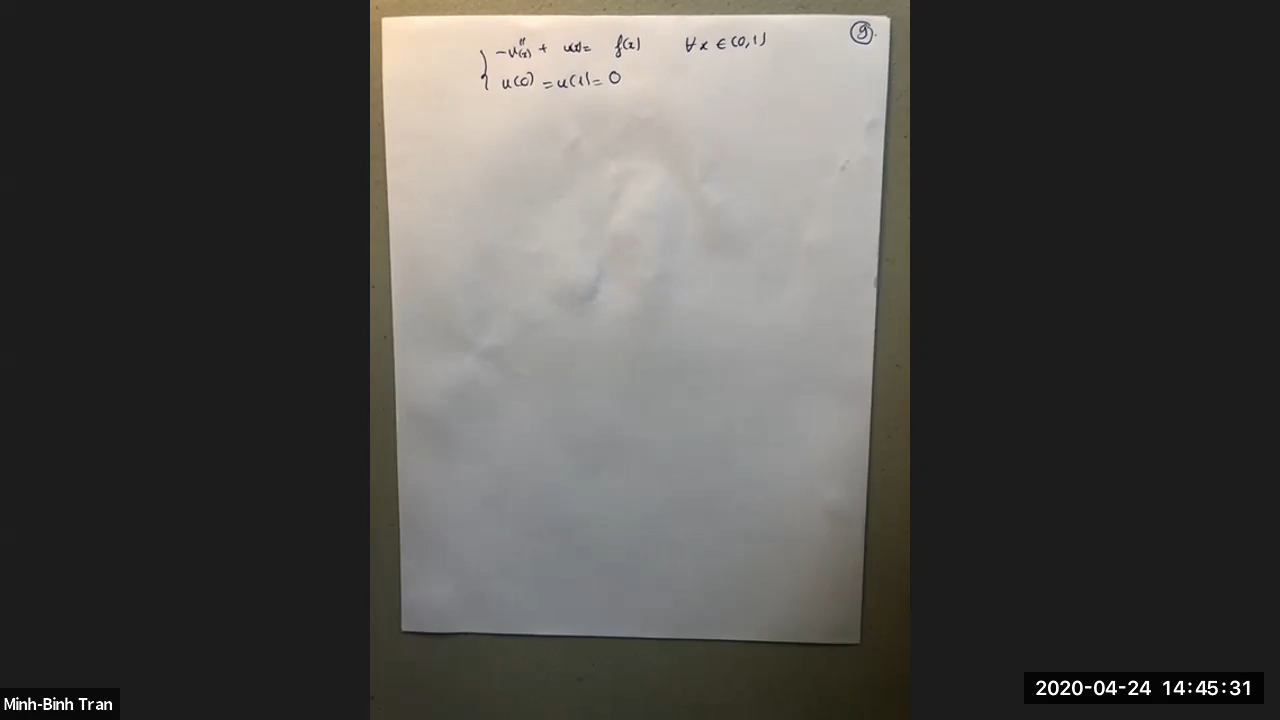 { -u''(x) + u(x) = f(x) ∀x ∈ (0,1) ⑨.
u(0) = u(1) = 0
Minh-Binh Tran
2020-04-24 14:45:31